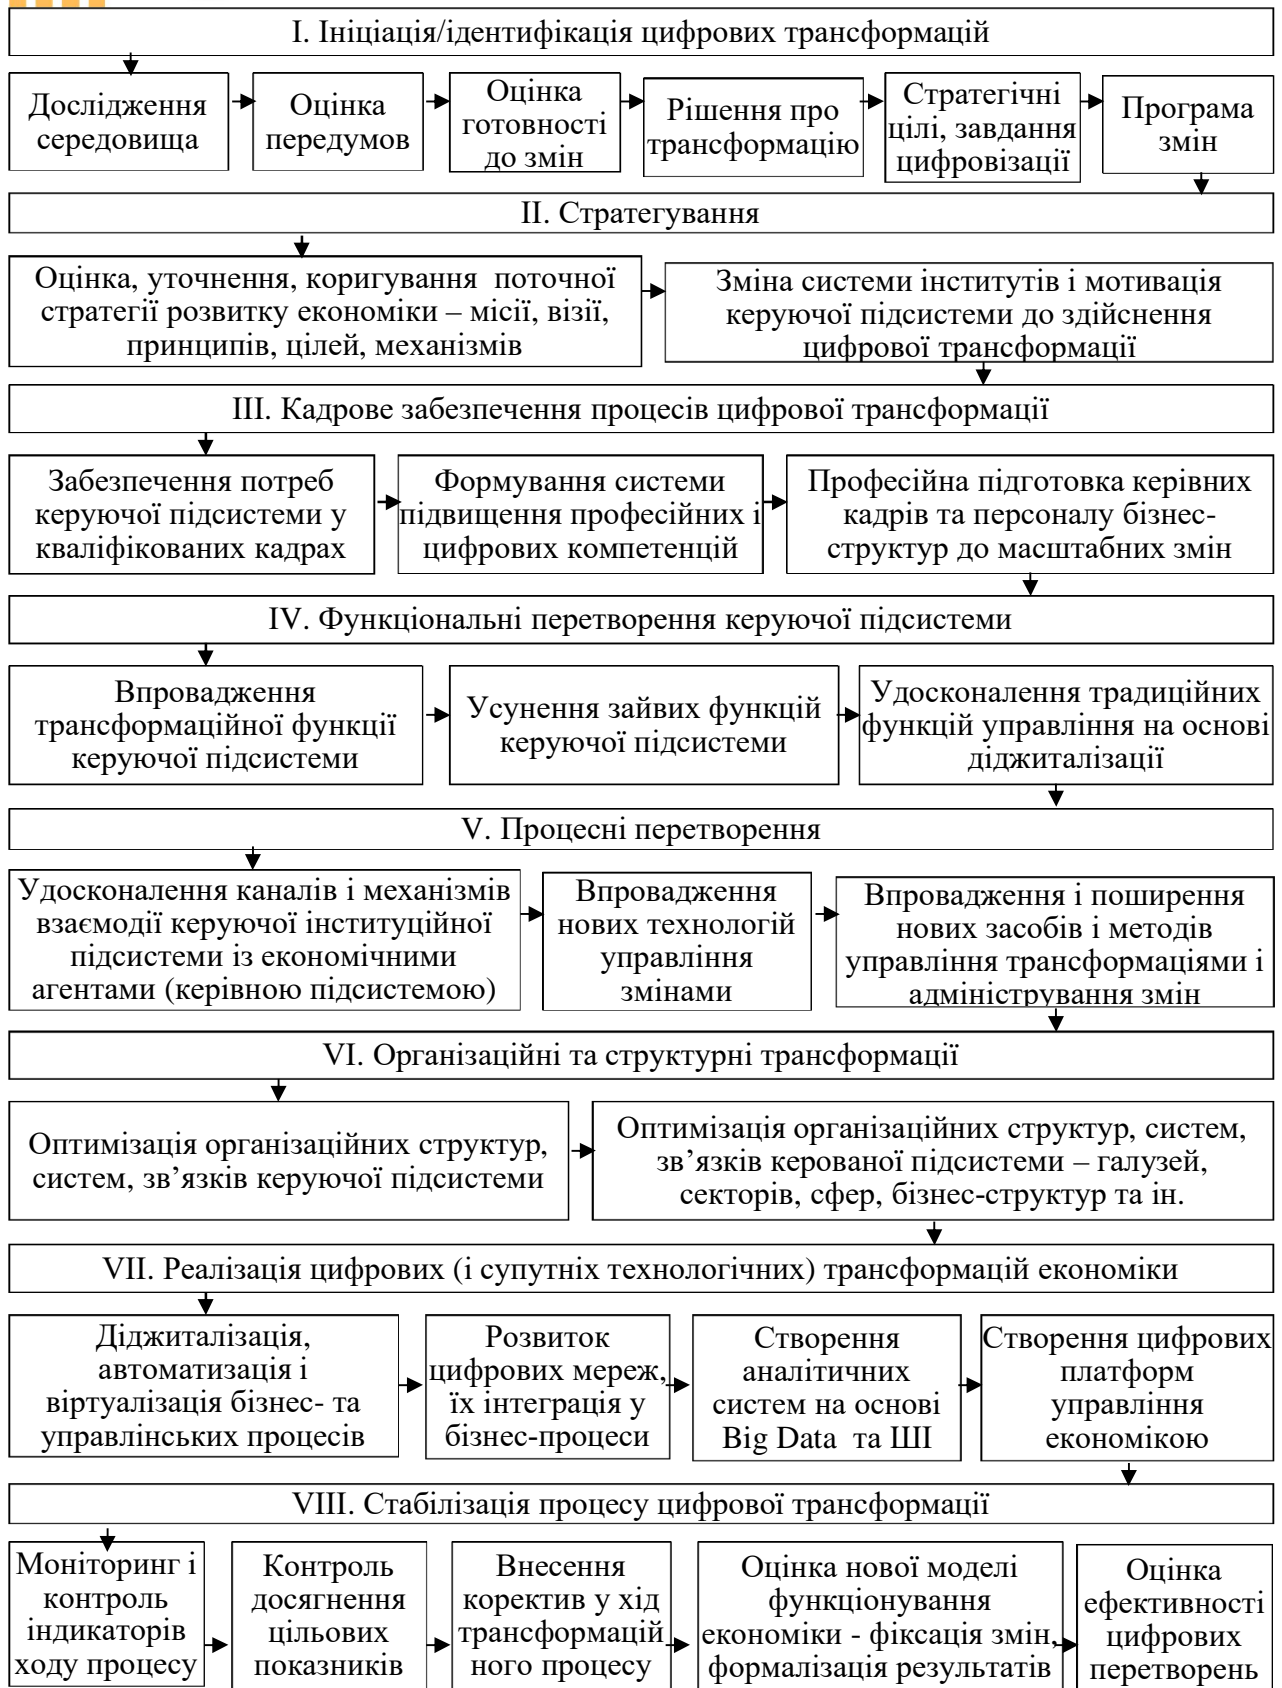 I. Ініціація/ідентифікація цифрових трансформацій
Дослідження
середовища
Оцінка
передумов
Оцінка
готовності
до змін
Рішення про
трансформацію
Стратегічні
цілі, завдання
цифровізації
Програма
змін
II. Стратегування
Оцінка, уточнення, коригування поточної
стратегії розвитку економіки – місії, візії,
принципів, цілей, механізмів
Зміна системи інститутів і мотивація
керуючої підсистеми до здійснення
цифрової трансформації
III. Кадрове забезпечення процесів цифрової трансформації
Забезпечення потреб
керуючої підсистеми у
кваліфікованих кадрах
Формування системи
підвищення професійних і
цифрових компетенцій
Професійна підготовка керівних
кадрів та персоналу бізнес-
структур до масштабних змін
IV. Функціональні перетворення керуючої підсистеми
Впровадження
трансформаційної функції
керуючої підсистеми
Усунення зайвих функцій
керуючої підсистеми
Удосконалення традиційних
функцій управління на основі
діджиталізації
V. Процесні перетворення
Удосконалення каналів і механізмів
взаємодії керуючої інституційної
підсистеми із економічними
агентами (керівною підсистемою)
Впровадження
нових технологій
управління
змінами
Впровадження і поширення
нових засобів і методів
управління трансформаціями і
адміністрування змін
VI. Організаційні та структурні трансформації
Оптимізація організаційних структур,
систем, зв’язків керуючої підсистеми
Оптимізація організаційних структур, систем,
зв’язків керованої підсистеми – галузей,
секторів, сфер, бізнес-структур та ін.
VII. Реалізація цифрових (і супутніх технологічних) трансформацій економіки
Діджиталізація,
автоматизація і
віртуалізація бізнес- та
управлінських процесів
Розвиток
цифрових мереж,
їх інтеграція у
бізнес-процеси
Створення
аналітичних
систем на основі
Big Data та ШІ
Створення цифрових
платформ
управління
економікою
VIII. Стабілізація процесу цифрової трансформації
Моніторинг і
контроль
індикаторів
ходу процесу
Контроль
досягнення
цільових
показників
Внесення
коректив у хід
трансформацій
ного процесу
Оцінка нової моделі
функціонування
економіки - фіксація змін,
формалізація результатів
Оцінка
ефективності
цифрових
перетворень